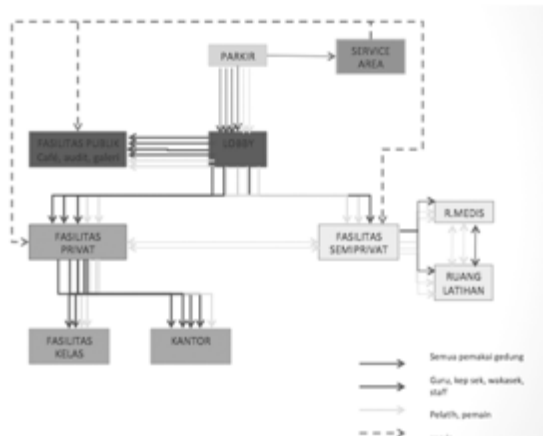 PARKIR
SERVICE
AREA
FASILITAS PUBLIK
Café, audit, galeri
LOBBY
FASILITAS
PRIVAT
FASILITAS
SEMIPRIVAT
R.MEDIS
RUANG
LATIHAN
FASILITAS
KELAS
KANTOR
Semua pemakai gedung
Guru, kep sek, wakasek,
staff
Pelatih, pemain